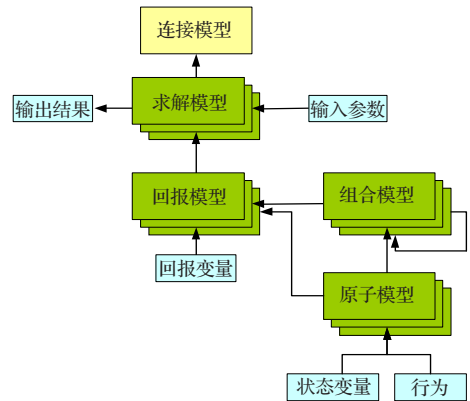 连接模型
输出结果
求解模型
输入参数
回报模型
组合模型
回报变量
原子模型
状态变量
行为